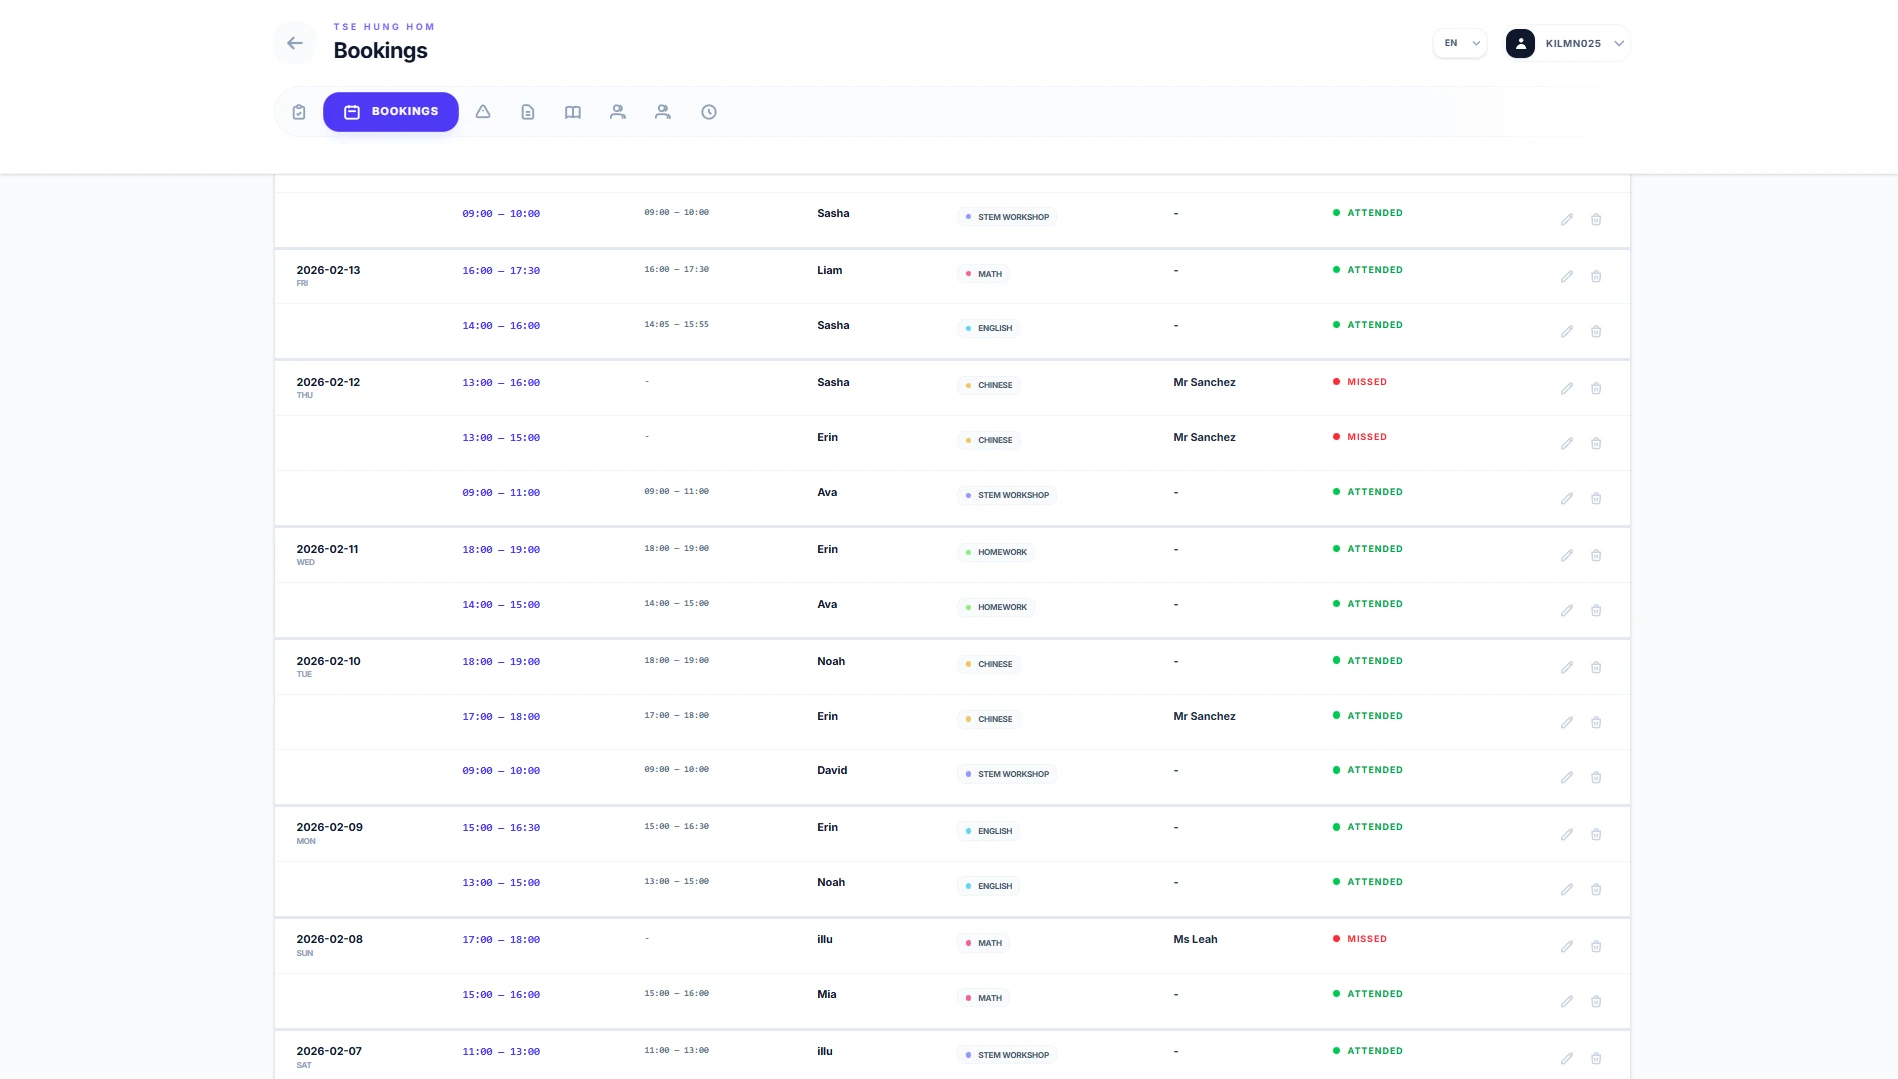 TSE HUNG HOM
Bookings
EN
KILMN025
BOOKINGS
09:00 – 10:00 09:00 – 10:00 Sasha STEM WORKSHOP - ATTENDED
2026-02-13 16:00 – 17:30 16:00 – 17:30 Liam MATH - ATTENDED
FRI
14:00 – 16:00 14:05 – 15:55 Sasha ENGLISH - ATTENDED
2026-02-12 13:00 – 16:00 - Sasha CHINESE Mr Sanchez MISSED
THU
13:00 – 15:00 - Erin CHINESE Mr Sanchez MISSED
09:00 – 11:00 09:00 – 11:00 Ava STEM WORKSHOP - ATTENDED
2026-02-11 18:00 – 19:00 18:00 – 19:00 Erin HOMEWORK - ATTENDED
WED
14:00 – 15:00 14:00 – 15:00 Ava HOMEWORK - ATTENDED
2026-02-10 18:00 – 19:00 18:00 – 19:00 Noah CHINESE - ATTENDED
TUE
17:00 – 18:00 17:00 – 18:00 Erin CHINESE Mr Sanchez ATTENDED
09:00 – 10:00 09:00 – 10:00 David STEM WORKSHOP - ATTENDED
2026-02-09 15:00 – 16:30 15:00 – 16:30 Erin ENGLISH - ATTENDED
MON
13:00 – 15:00 13:00 – 15:00 Noah ENGLISH - ATTENDED
2026-02-08 17:00 – 18:00 - illu MATH Ms Leah MISSED
SUN
15:00 – 16:00 15:00 – 16:00 Mia MATH - ATTENDED
2026-02-07 11:00 – 13:00 11:00 – 13:00 illu STEM WORKSHOP - ATTENDED
SAT